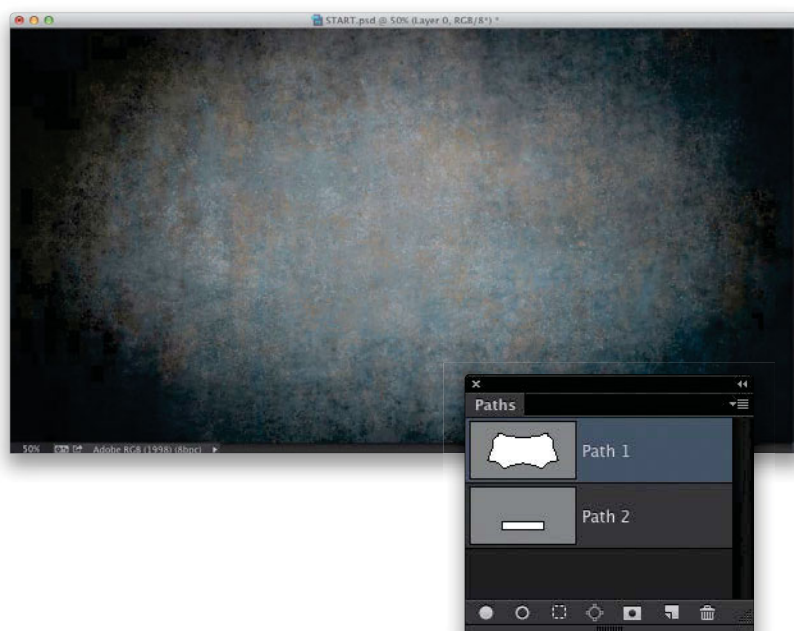 START.psd @ 50% (Layer 0, RGB/8*) *
50% Adobe RGB (1998) (8bpc)
Paths
Path 1
Path 2